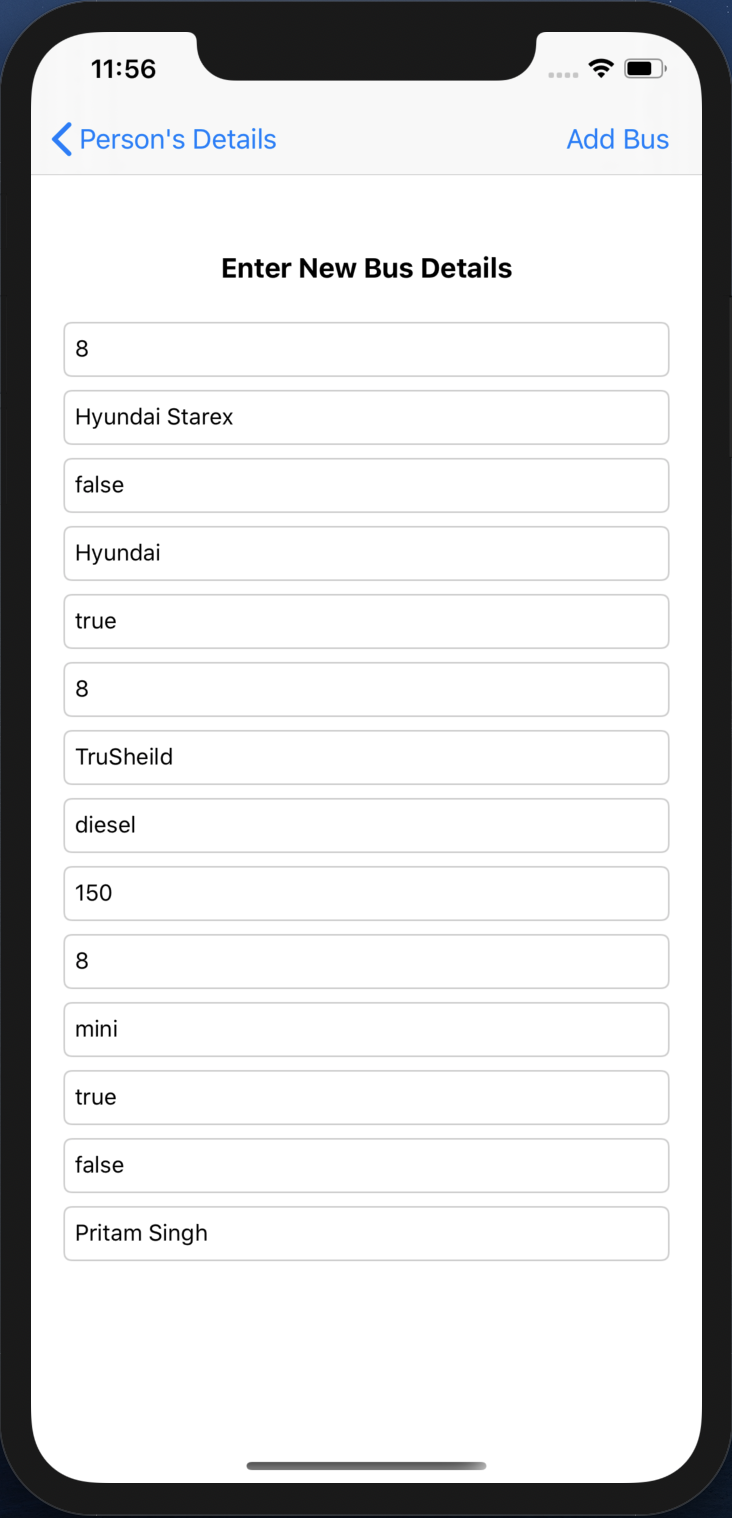 11:56
Person's Details
Add Bus
Enter New Bus Details
8
Hyundai Starex
false
Hyundai
true
8
TruSheild
diesel
150
8
mini
true
false
Pritam Singh